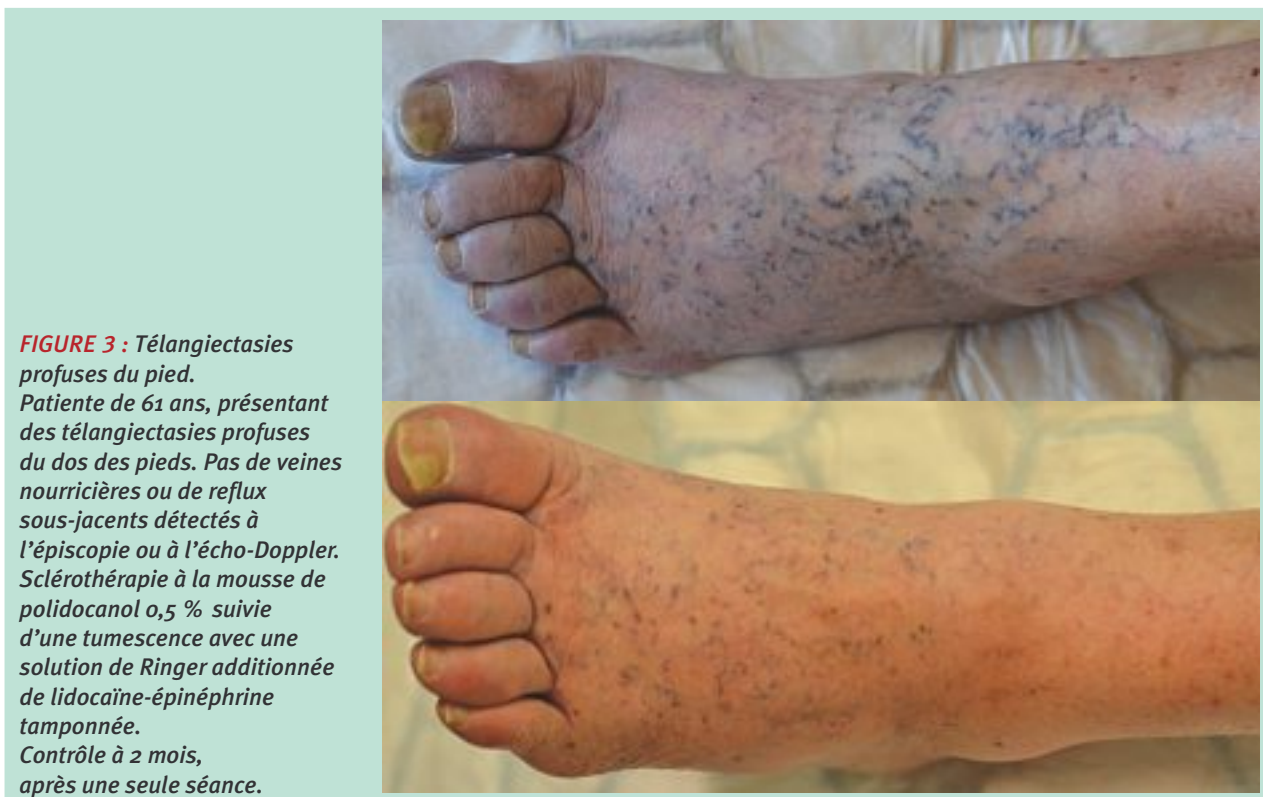 FIGURE 3 : Télangiectasies
profuses du pied.
Patiente de 61 ans, présentant
des télangiectasies profuses
du dos des pieds. Pas de veines
nourricières ou de reflux
sous-jacents détectés à
l’épiscopie ou à l’écho-Doppler.
Sclérothérapie à la mousse de
polidocanol 0,5 % suivie
d’une tumescence avec une
solution de Ringer additionnée
de lidocaïne-épinéphrine
tamponnée.
Contrôle à 2 mois,
après une seule séance.